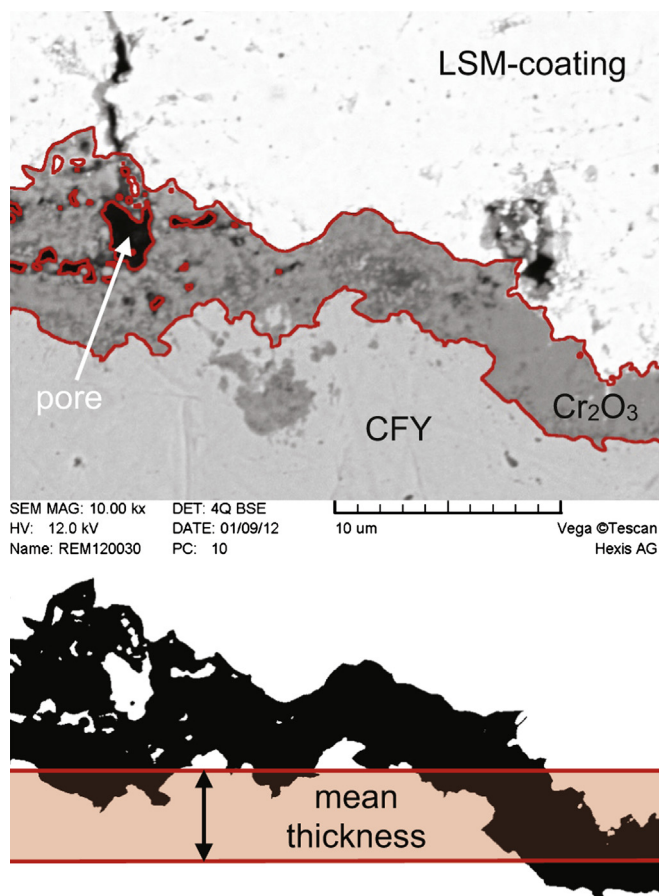 LSM-coating
pore
Cr₂O₃
CFY
SEM MAG: 10.00 kx DET: 4Q BSE
HV: 12.0 kV DATE: 01/09/12 10 um Vega ©Tescan
Name: REM120030 PC: 10 Hexis AG
mean
thickness